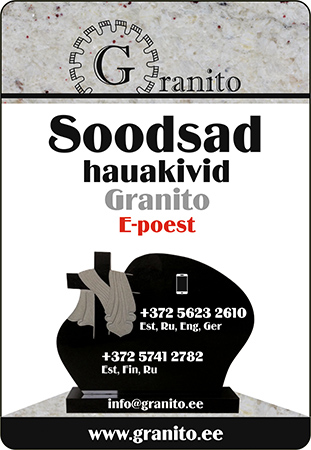 Granito
Soodsad
hauakivid
Granito
E-poest
+372 5623 2610
Est, Ru, Eng, Ger
+372 5741 2782
Est, Fin, Ru
info@granito.ee
www.granito.ee